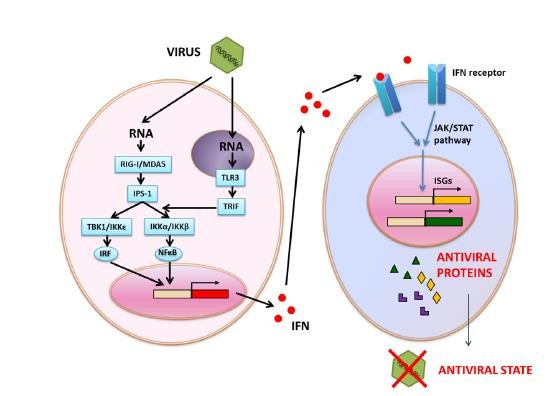 VIRUS
RNA
RNA
RIG-I/MDA5
TLR3
IPS-1
TRIF
TBK1/IKKε
IKKα/IKKβ
IRF
NFκB
IFN
IFN receptor
JAK/STAT
pathway
ISGs
ANTIVIRAL
PROTEINS
ANTIVIRAL STATE